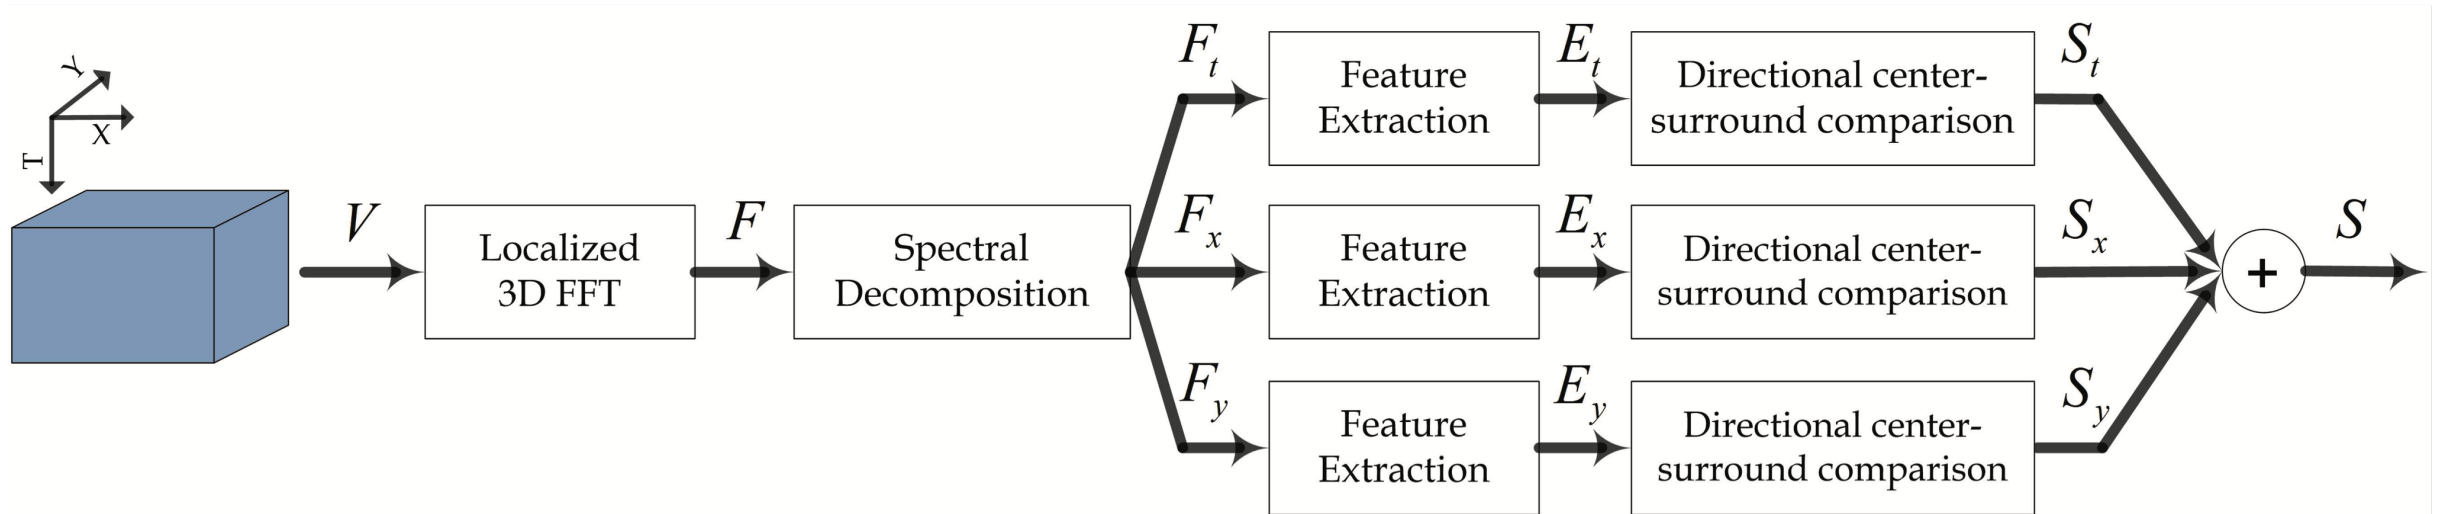 Y
X
T
V
Localized
3D FFT
F
Spectral
Decomposition
F_t
Feature
Extraction
E_t
Directional center-
surround comparison
S_t
F_x
Feature
Extraction
E_x
Directional center-
surround comparison
S_x
F_y
Feature
Extraction
E_y
Directional center-
surround comparison
S_y
+
S